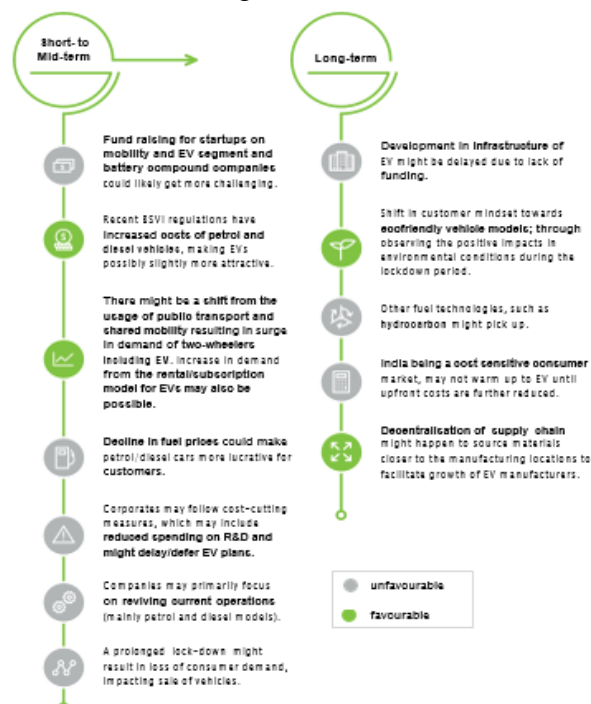 Short- to
Mid-term
Fund raising for startups on
mobility and EV segment and
battery compound companies
could likely get more challenging.
Recent BSVI regulations have
increased costs of petrol and
diesel vehicles, making EVs
possibly slightly more attractive.
There might be a shift from the
usage of public transport and
shared mobility resulting in surge
in demand of two-wheelers
including EV. Increase in demand
from the rental/subscription
model for EVs may also be
possible.
Decline in fuel prices could make
petrol/diesel cars more lucrative for
customers.
Corporates may follow cost-cutting
measures, which may include
reduced spending on R&D and
might delay/defer EV plans.
Companies may primarily focus
on reviving current operations
(mainly petrol and diesel models).
A prolonged lock-down might
result in loss of consumer demand,
impacting sale of vehicles.
Long-term
Development in infrastructure of
EV might be delayed due to lack of
funding.
Shift in customer mindset towards
ecofriendly vehicle models; through
observing the positive impacts in
environmental conditions during the
lockdown period.
Other fuel technologies, such as
hydrocarbon might pick up.
India being a cost sensitive consumer
market, may not warm up to EV until
upfront costs are further reduced.
Decentralisation of supply chain
might happen to source materials
closer to the manufacturing locations to
facilitate growth of EV manufacturers.
unfavourable
favourable